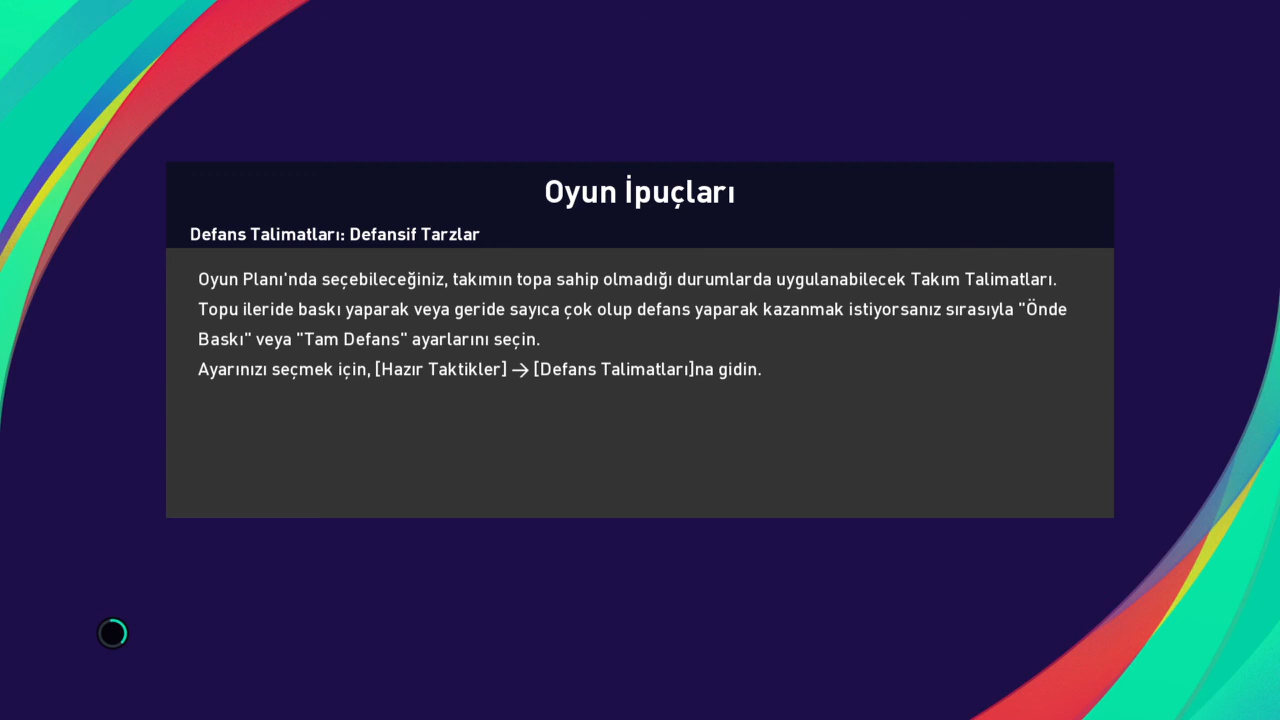 Oyun İpuçları
Defans Talimatları: Defansif Tarzlar
Oyun Planı'nda seçebileceğiniz, takımın topa sahip olmadığı durumlarda uygulanabilecek Takım Talimatları.
Topu ileride baskı yaparak veya geride sayıca çok olup defans yaparak kazanmak istiyorsanız sırasıyla "Önde
Baskı" veya "Tam Defans" ayarlarını seçin.
Ayarınızı seçmek için, [Hazır Taktikler] → [Defans Talimatları]na gidin.